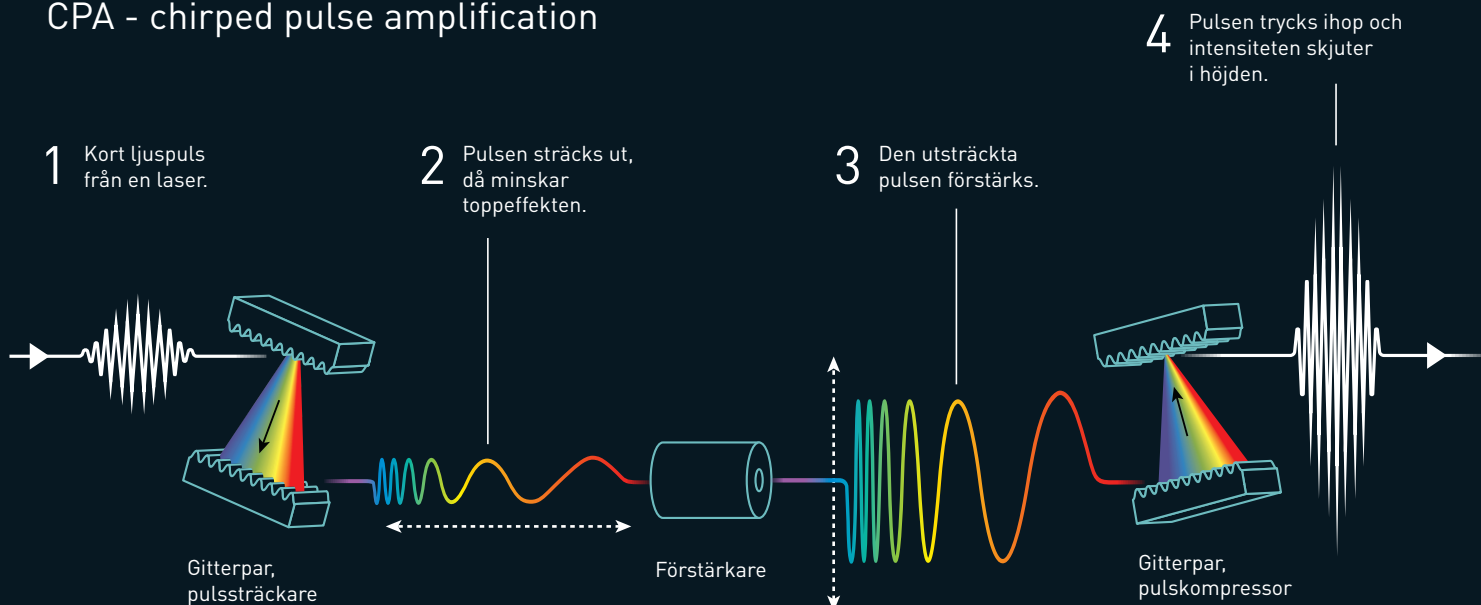 CPA - chirped pulse amplification
1
Kort ljuspuls
från en laser.
2
Pulsen sträcks ut,
då minskar
toppeffekten.
3
Den utsträckta
pulsen förstärks.
4
Pulsen trycks ihop och
intensiteten skjuter
i höjden.
Gitterpar,
pulssträckare
Förstärkare
Gitterpar,
pulskompressor